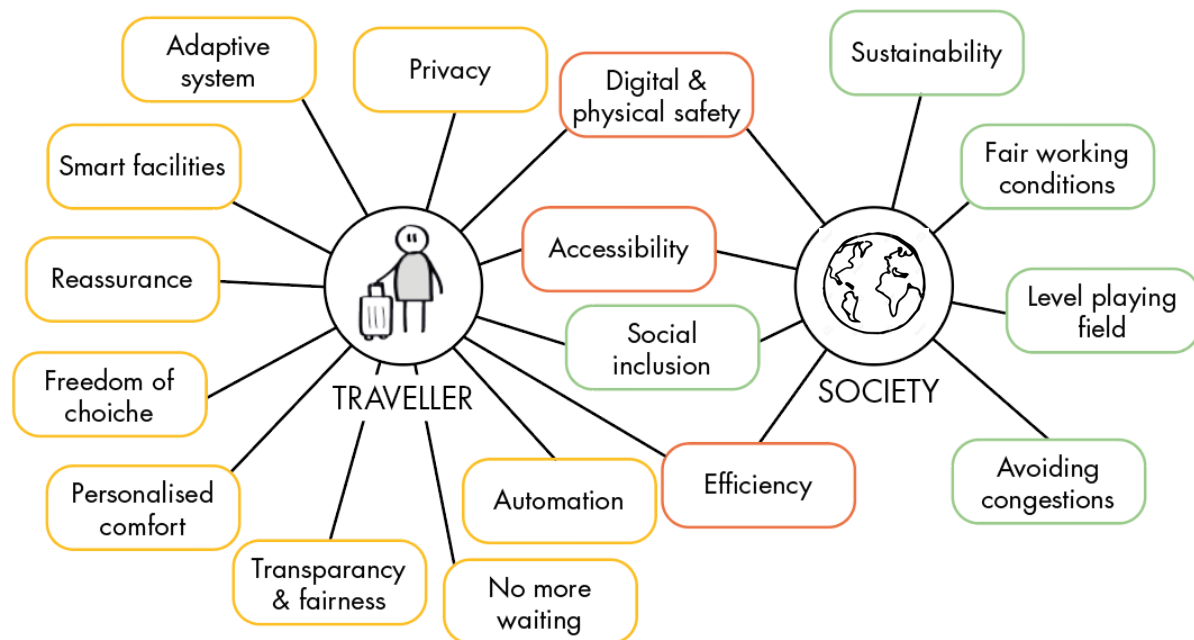 Adaptive
system
Privacy
Digital &
physical safety
Sustainability
Smart facilities
Fair working
conditions
Reassurance
Accessibility
Level playing
field
Social
inclusion
Freedom of
choiche
TRAVELLER
SOCIETY
Personalised
comfort
Automation
Efficiency
Avoiding
congestions
Transparancy
& fairness
No more
waiting